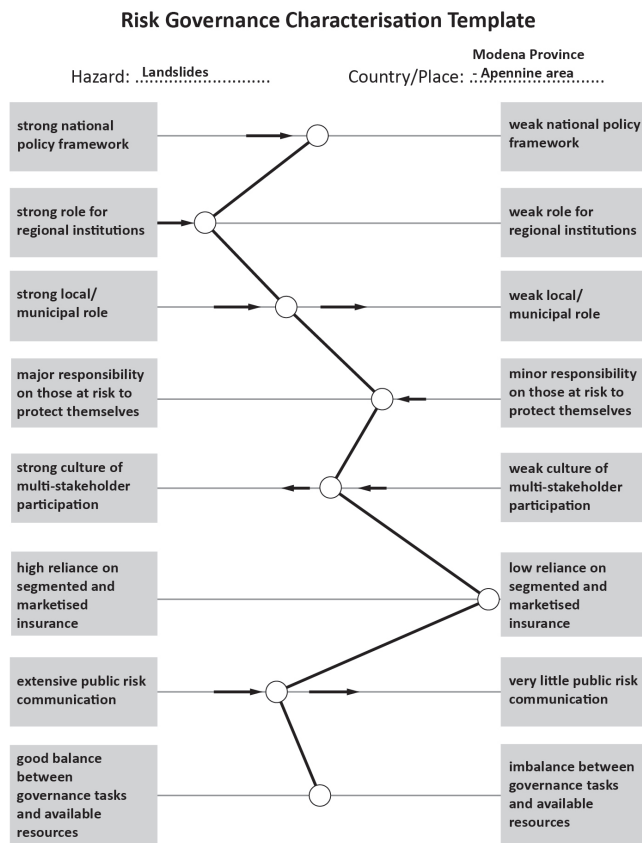 Risk Governance Characterisation Template
Hazard: Landslides
Country/Place: Modena Province
- Apennine area
strong national
policy framework
weak national policy
framework
strong role for
regional institutions
weak role for
regional institutions
strong local/
municipal role
weak local/
municipal role
major responsibility
on those at risk to
protect themselves
minor responsibility
on those at risk to
protect themselves
strong culture of
multi-stakeholder
participation
weak culture of
multi-stakeholder
participation
high reliance on
segmented and
marketised
insurance
low reliance on
segmented and
marketised
insurance
extensive public risk
communication
very little public risk
communication
good balance
between
governance tasks
and available
resources
imbalance between
governance tasks
and available
resources